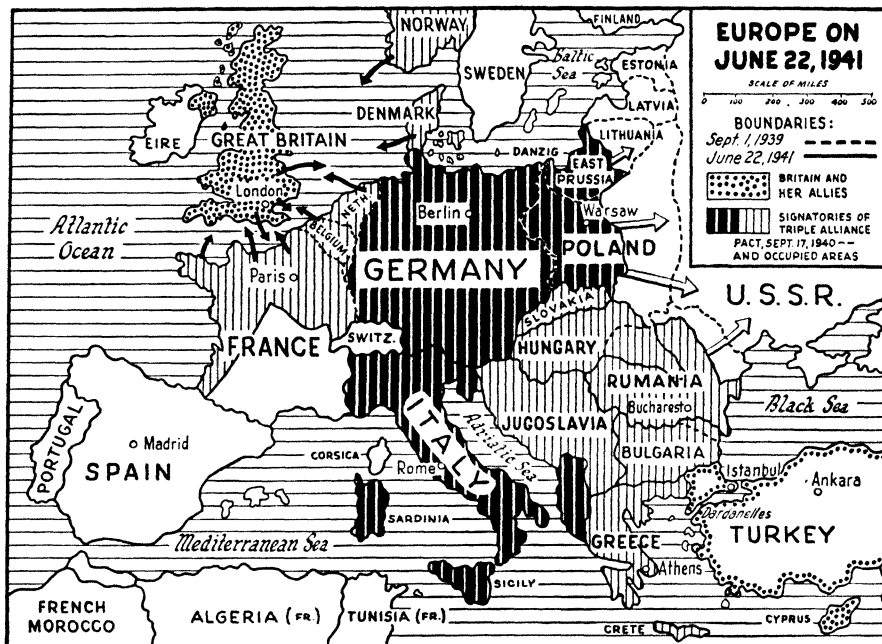 EUROPE ON
JUNE 22, 1941
SCALE OF MILES
0 100 200 300 400 500
BOUNDARIES:
Sept. 1, 1939
June 22, 1941
BRITAIN AND
HER ALLIES
SIGNATORIES OF
TRIPLE ALLIANCE
PACT, SEPT. 17, 1940--
AND OCCUPIED AREAS
NORWAY
FINLAND
SWEDEN
Baltic
Sea
ESTONIA
LATVIA
LITHUANIA
DENMARK
EIRE
GREAT BRITAIN
London
DANZIG
EAST
PRUSSIA
NETH.
BELGIUM
Berlin
Warsaw
POLAND
Atlantic
Ocean
Paris
GERMANY
U.S.S.R.
SLOVAKIA
FRANCE
SWITZ.
HUNGARY
RUMANIA
Bucharest
Black Sea
ITALY
JUGOSLAVIA
Adriatic Sea
PORTUGAL
Madrid
SPAIN
CORSICA
Rome
BULGARIA
Istanbul
Ankara
Dardanelles
TURKEY
SARDINIA
Mediterranean Sea
GREECE
Athens
SICILY
FRENCH
MOROCCO
ALGERIA (FR.)
TUNISIA (FR.)
CRETE
CYPRUS